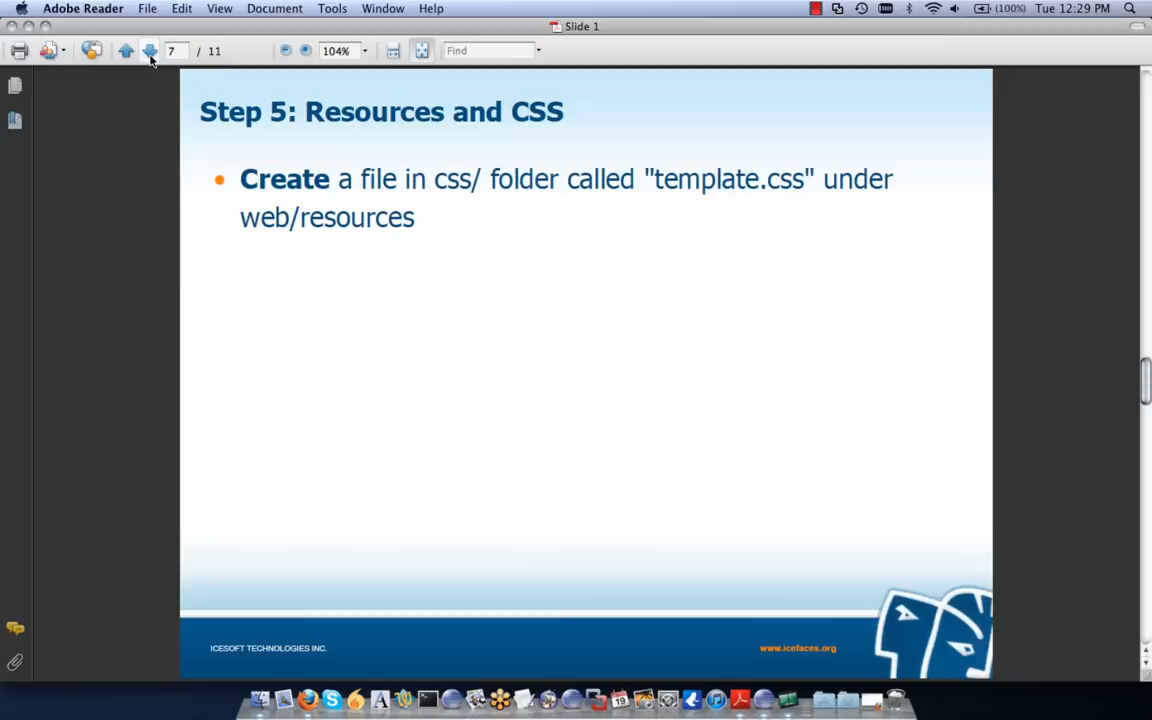 Adobe Reader File Edit View Document Tools Window Help (100%) Tue 12:29 PM
Slide 1
7 / 11 104% Find
Step 5: Resources and CSS
• Create a file in css/ folder called "template.css" under
web/resources
ICESOFT TECHNOLOGIES INC. www.icefaces.org
19